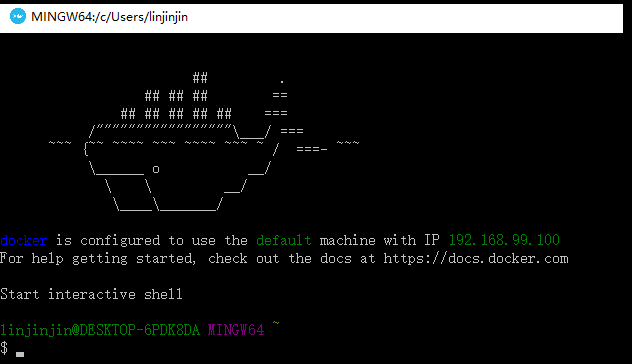 MINGW64:/c/Users/linjinjin
                        ##         .
                  ## ## ##        ==
               ## ## ## ## ##    ===
           /"""""""""""""""""\___/ ===
      ~~~ {~~ ~~~~ ~~~ ~~~~ ~~~ ~ /  ===- ~~~
           \______ o           __/
             \    \         __/
              \____\_______/
docker is configured to use the default machine with IP 192.168.99.100
For help getting started, check out the docs at https://docs.docker.com
Start interactive shell
linjinjin@DESKTOP-6PDK8DA MINGW64 ~
$